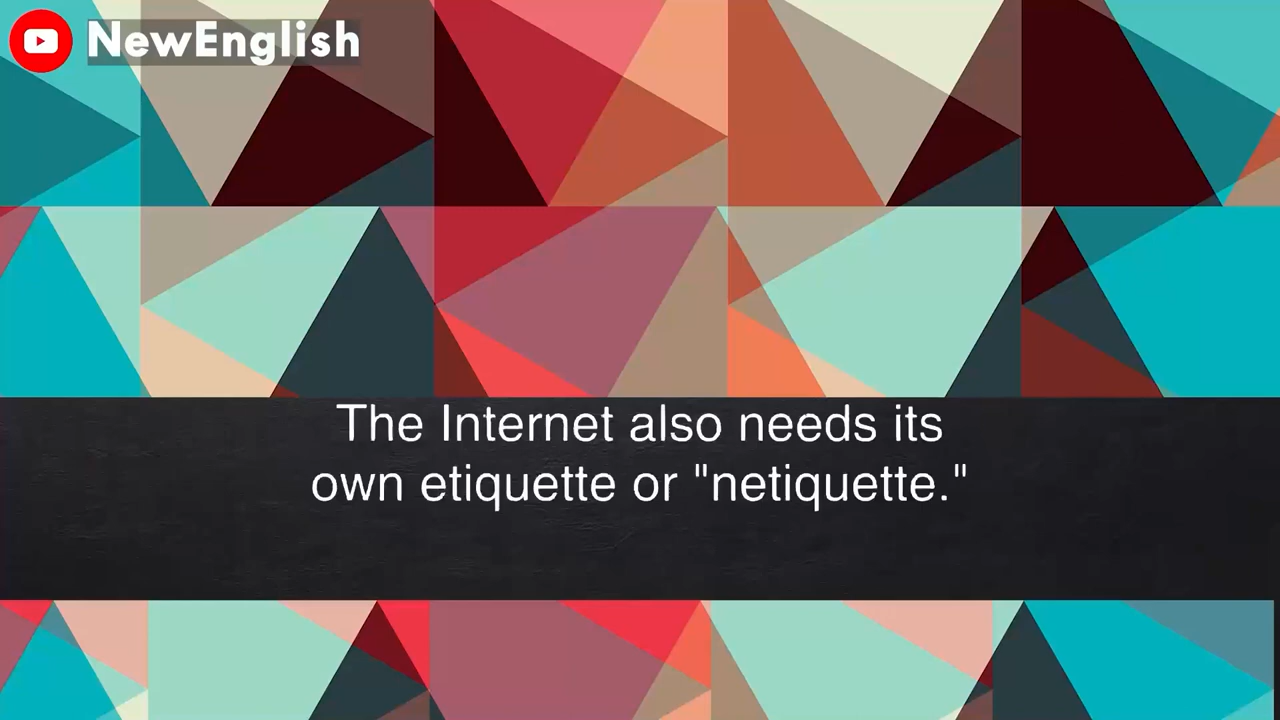 NewEnglish
The Internet also needs its
own etiquette or "netiquette."